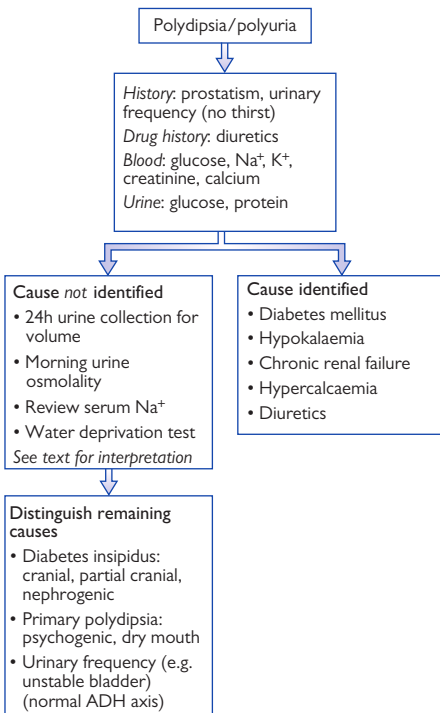 Polydipsia/polyuria
History: prostatism, urinary
frequency (no thirst)
Drug history: diuretics
Blood: glucose, Na⁺, K⁺,
creatinine, calcium
Urine: glucose, protein
Cause not identified
• 24h urine collection for
volume
• Morning urine
osmolality
• Review serum Na⁺
• Water deprivation test
See text for interpretation
Cause identified
• Diabetes mellitus
• Hypokalaemia
• Chronic renal failure
• Hypercalcaemia
• Diuretics
Distinguish remaining
causes
• Diabetes insipidus:
cranial, partial cranial,
nephrogenic
• Primary polydipsia:
psychogenic, dry mouth
• Urinary frequency (e.g.
unstable bladder)
(normal ADH axis)